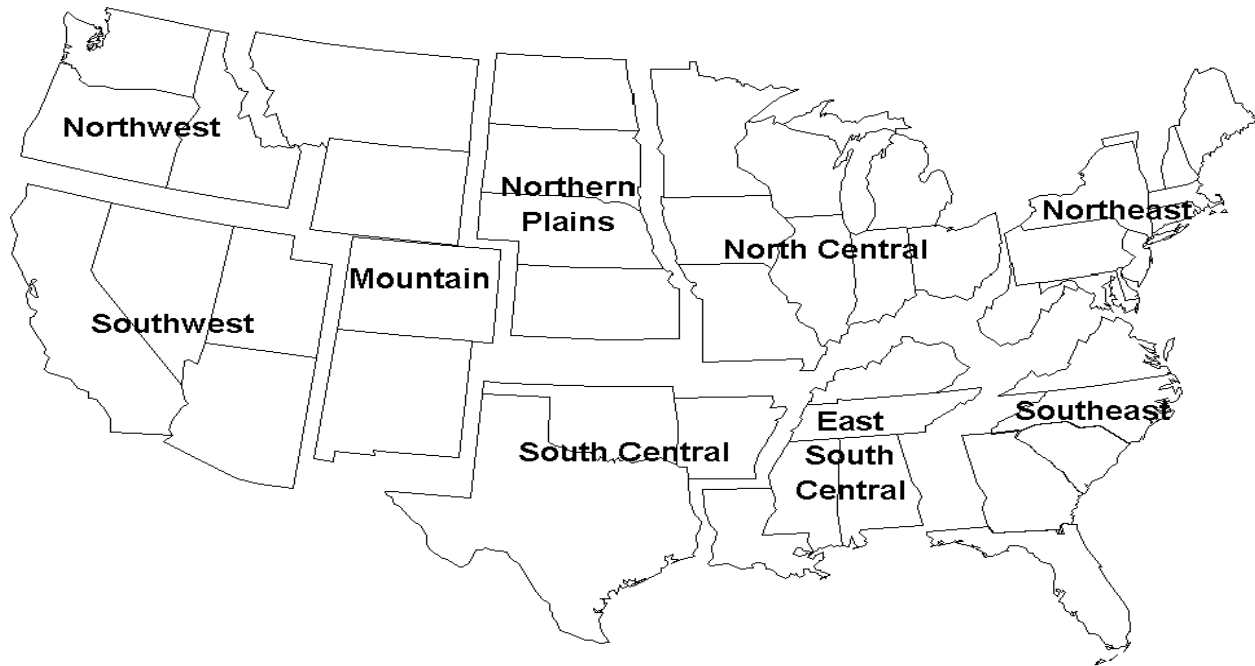 Northwest
Northern
Plains
Northeast
North Central
Mountain
Southwest
East
Southeast
South Central
South
Central